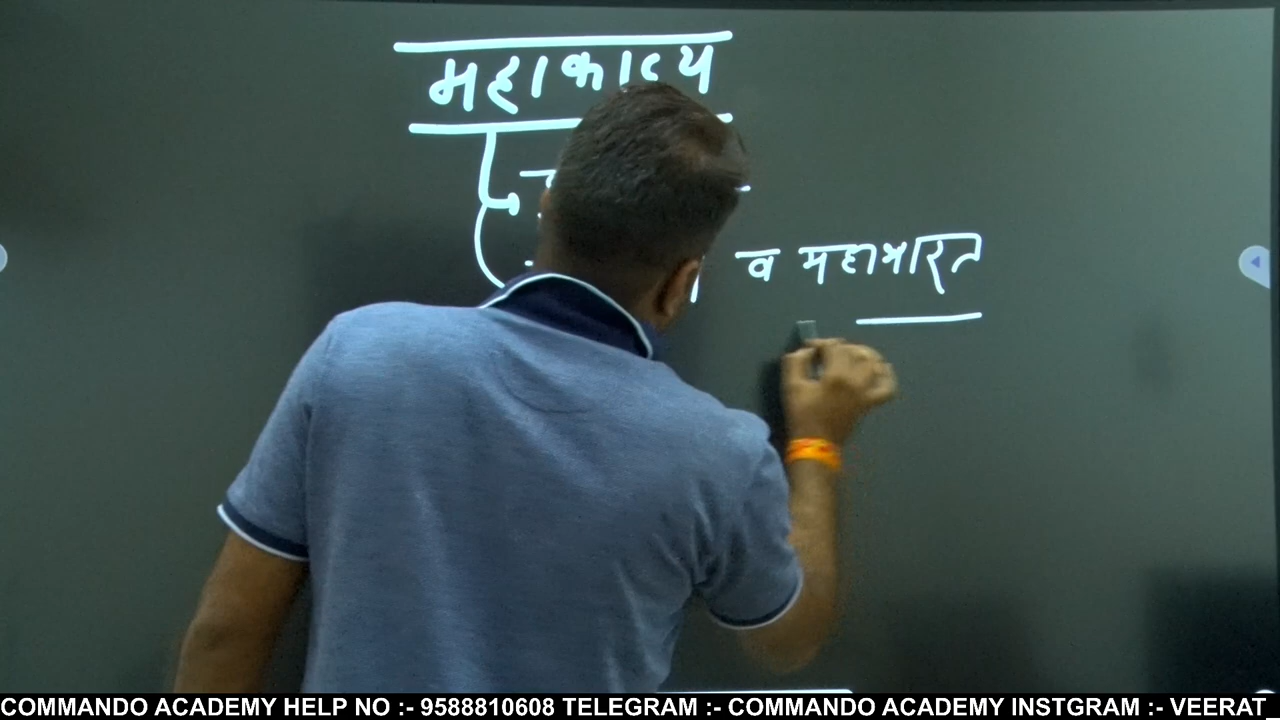 महाकाव्य
व महाभारत
COMMANDO ACADEMY HELP NO :- 9588810608 TELEGRAM :- COMMANDO ACADEMY INSTGRAM :- VEERAT